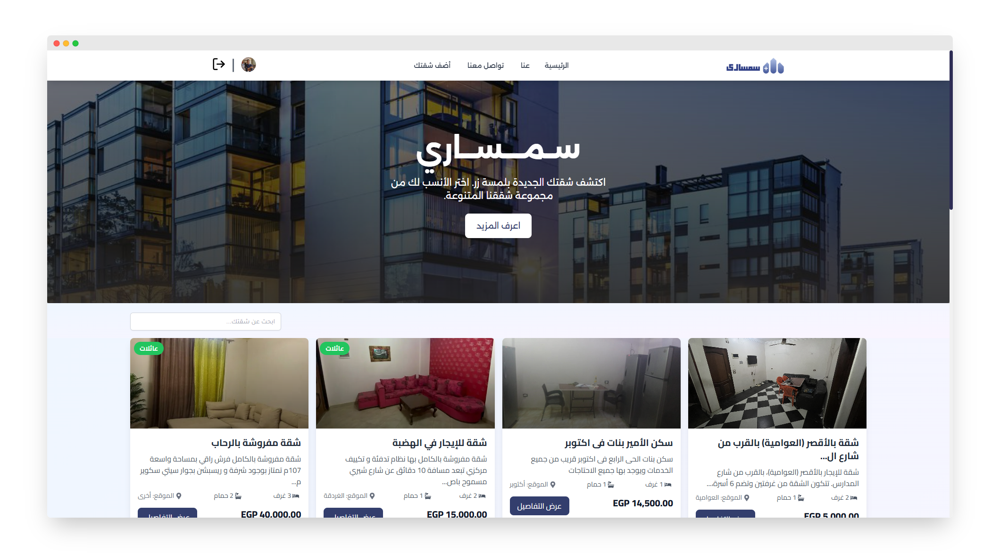 سمسارى
الرئيسية
عنا
تواصل معنا
أضف شقتك
سمساري
اكتشف شقتك الجديدة بلمسة زر. اختر الأنسب لك من
مجموعة شققنا المتنوعة.
اعرف المزيد
ابحث عن شقتك...
شقة بالأقصر (العوامية) بالقرب من
شارع ال...
شقة للإيجار بالأقصر (العوامية)، بالقرب من شارع
المدارس. تتكون الشقة من غرفتين وتضم 6 أسرة،...
2 غرف
1 حمام
الموقع: العوامية
EGP 5,000.00
عرض التفاصيل
سكن الأمير بنات فى اكتوبر
سكن بنات الحى الرابع فى اكتوبر قريب من جميع
الخدمات ويوجد بها جميع الاحتاجات
1 غرف
1 حمام
الموقع: أكتوبر
EGP 14,500.00
عرض التفاصيل
عائلات
شقة للإيجار في الهضبة
شقة مفروشة بالكامل بها نظام تدفئة و تكييف
مركزي تبعد مسافة 10 دقائق عن شارع شيري
مسموح باص...
2 غرف
1 حمام
الموقع: الغردقة
EGP 15,000.00
عرض التفاصيل
عائلات
شقة مفروشة بالرحاب
شقة مفروشة بالكامل فرش راقي بمساحة واسعة
107م تمتاز بوجود شرفة و ريسبشن بجوار سيتي سكوير
م...
3 غرف
2 حمام
الموقع: أخرى
EGP 40,000.00
عرض التفاصيل